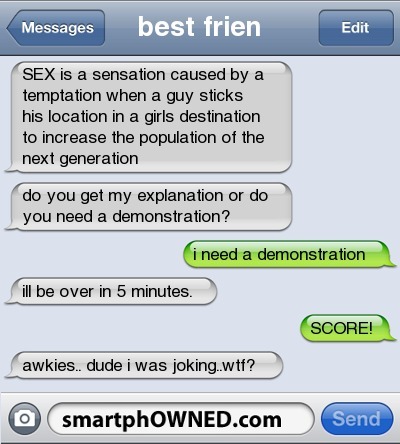 Messages
best frien
Edit
SEX is a sensation caused by a
temptation when a guy sticks
his location in a girls destination
to increase the population of the
next generation
do you get my explanation or do
you need a demonstration?
i need a demonstration
ill be over in 5 minutes.
SCORE!
awkies.. dude i was joking..wtf?
smartphOWNED.com
Send